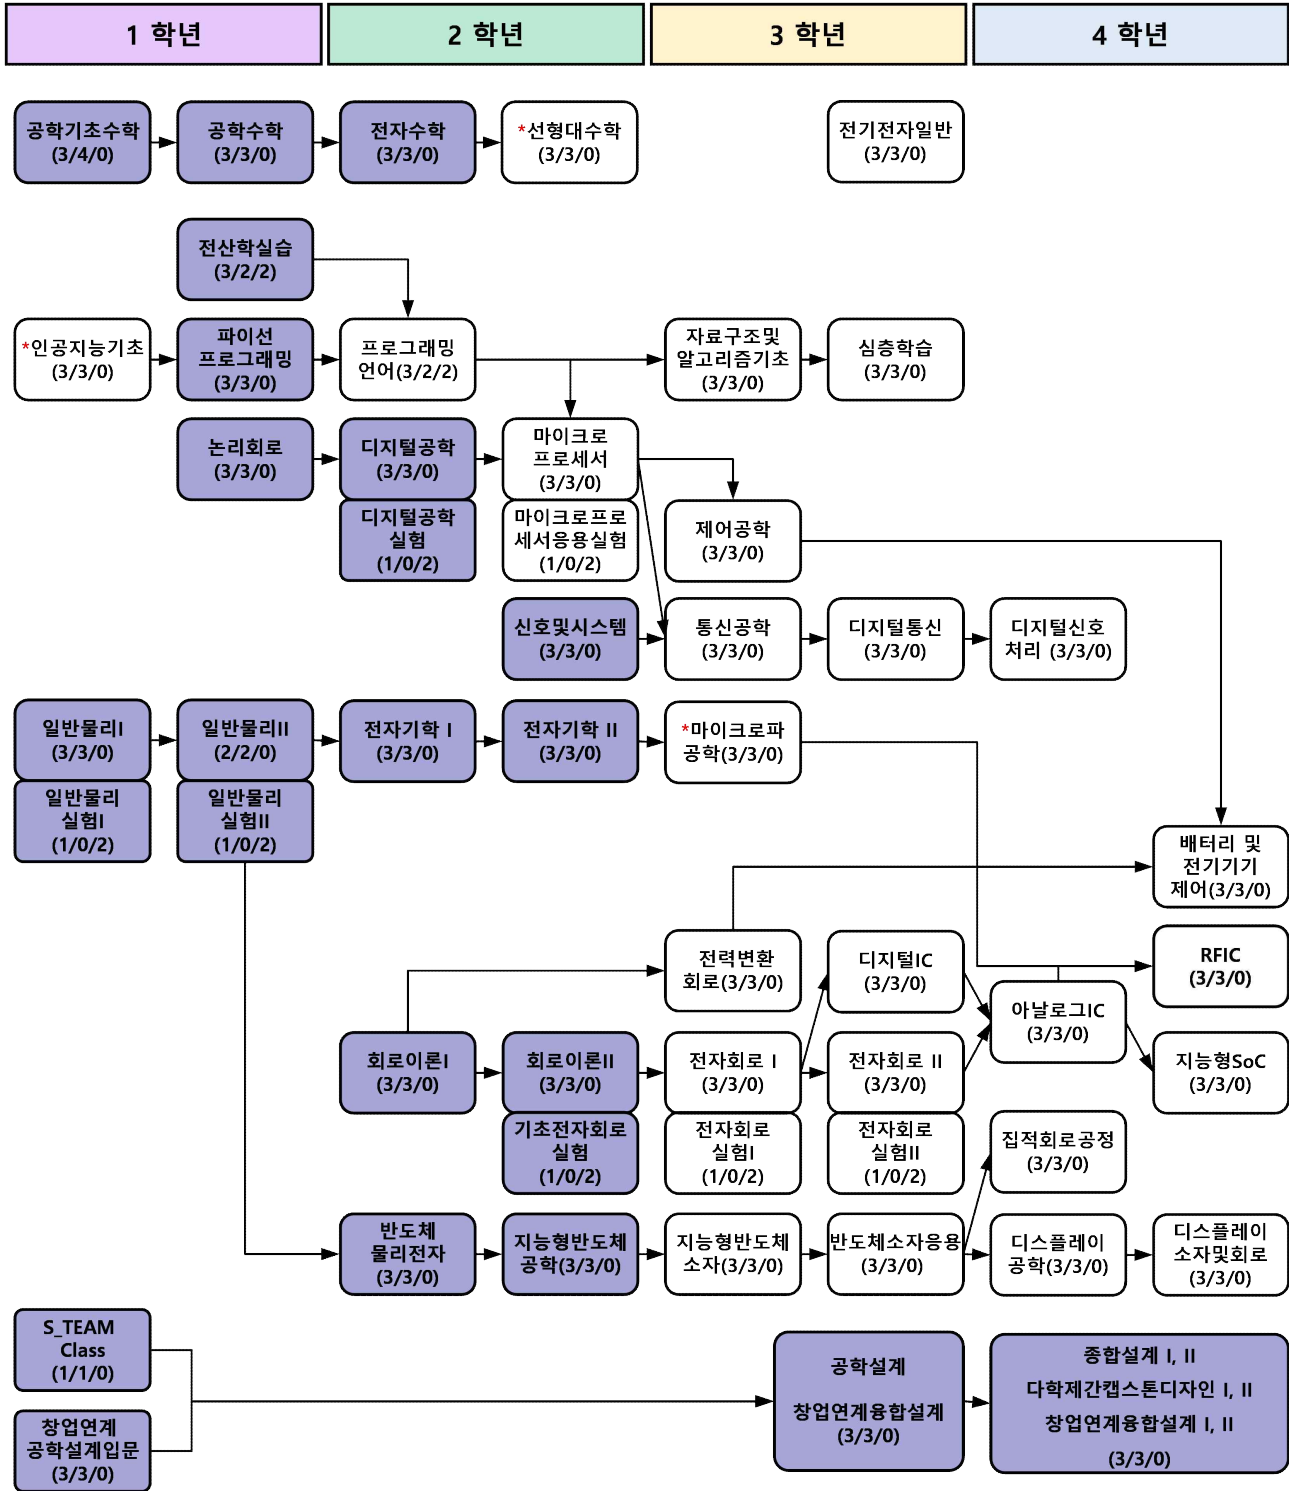 1 학년
2 학년
3 학년
4 학년
공학기초수학
(3/4/0)
공학수학
(3/3/0)
전자수학
(3/3/0)
*선형대수학
(3/3/0)
전기전자일반
(3/3/0)
전산학실습
(3/2/2)
*인공지능기초
(3/3/0)
파이선
프로그래밍
(3/3/0)
프로그래밍
언어(3/2/2)
자료구조및
알고리즘기초
(3/3/0)
심층학습
(3/3/0)
논리회로
(3/3/0)
디지털공학
(3/3/0)
마이크로
프로세서
(3/3/0)
디지털공학
실험
(1/0/2)
마이크로프로
세서응용실험
(1/0/2)
제어공학
(3/3/0)
신호및시스템
(3/3/0)
통신공학
(3/3/0)
디지털통신
(3/3/0)
디지털신호
처리 (3/3/0)
일반물리I
(3/3/0)
일반물리II
(2/2/0)
전자기학 I
(3/3/0)
전자기학 II
(3/3/0)
*마이크로파
공학(3/3/0)
일반물리
실험I
(1/0/2)
일반물리
실험II
(1/0/2)
배터리 및
전기기기
제어(3/3/0)
전력변환
회로(3/3/0)
디지털IC
(3/3/0)
RFIC
(3/3/0)
아날로그IC
(3/3/0)
회로이론I
(3/3/0)
회로이론II
(3/3/0)
전자회로 I
(3/3/0)
전자회로 II
(3/3/0)
지능형SoC
(3/3/0)
기초전자회로
실험
(1/0/2)
전자회로
실험I
(1/0/2)
전자회로
실험II
(1/0/2)
집적회로공정
(3/3/0)
반도체
물리전자
(3/3/0)
지능형반도체
공학(3/3/0)
지능형반도체
소자(3/3/0)
반도체소자응용
(3/3/0)
디스플레이
공학(3/3/0)
디스플레이
소자및회로
(3/3/0)
S_TEAM
Class
(1/1/0)
창업연계
공학설계입문
(3/3/0)
공학설계
창업연계융합설계
(3/3/0)
종합설계 I, II
다학제간캡스톤디자인 I, II
창업연계융합설계 I, II
(3/3/0)